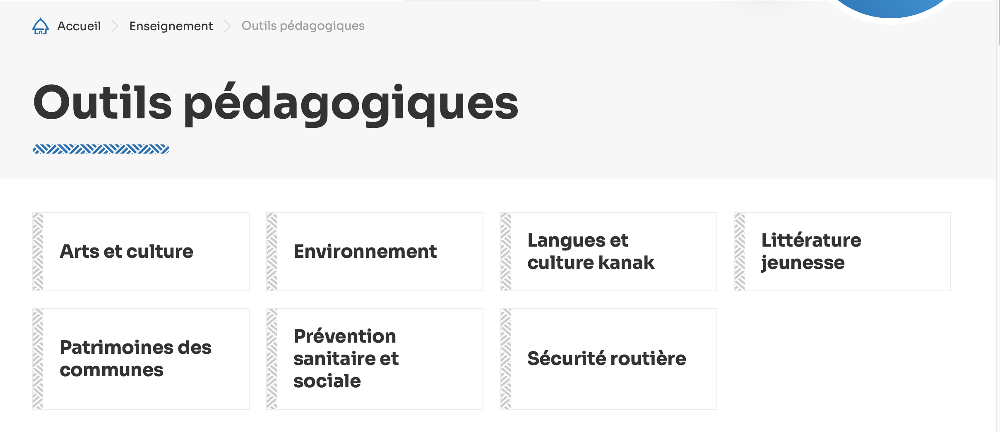 Accueil Enseignement Outils pédagogiques
Outils pédagogiques
Arts et culture
Environnement
Langues et
culture kanak
Littérature
jeunesse
Patrimoines des
communes
Prévention
sanitaire et
sociale
Sécurité routière